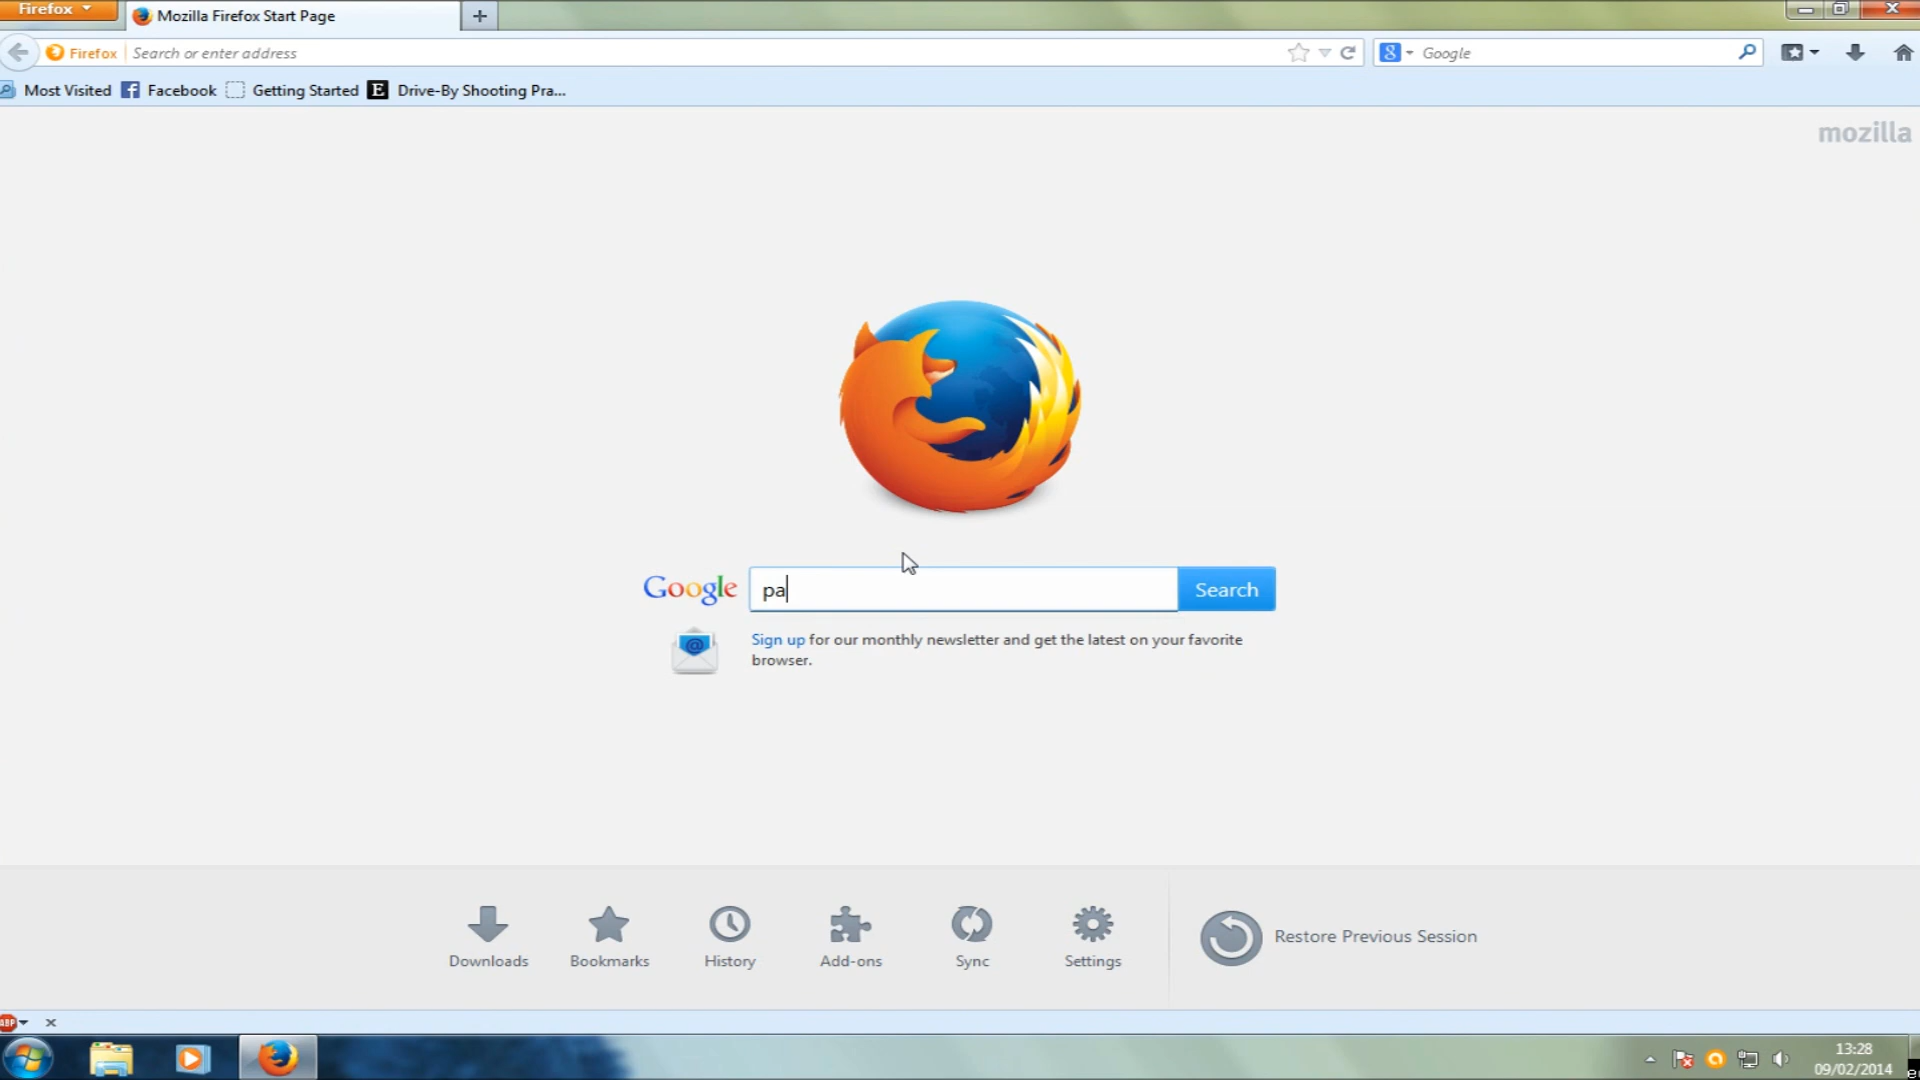 Firefox
Mozilla Firefox Start Page
Firefox Search or enter address
Google
Most Visited Facebook Getting Started Drive-By Shooting Pra...
mozilla
Google pa Search
Sign up for our monthly newsletter and get the latest on your favorite
browser.
Downloads Bookmarks History Add-ons Sync Settings Restore Previous Session
ABP
13:28
09/02/2014